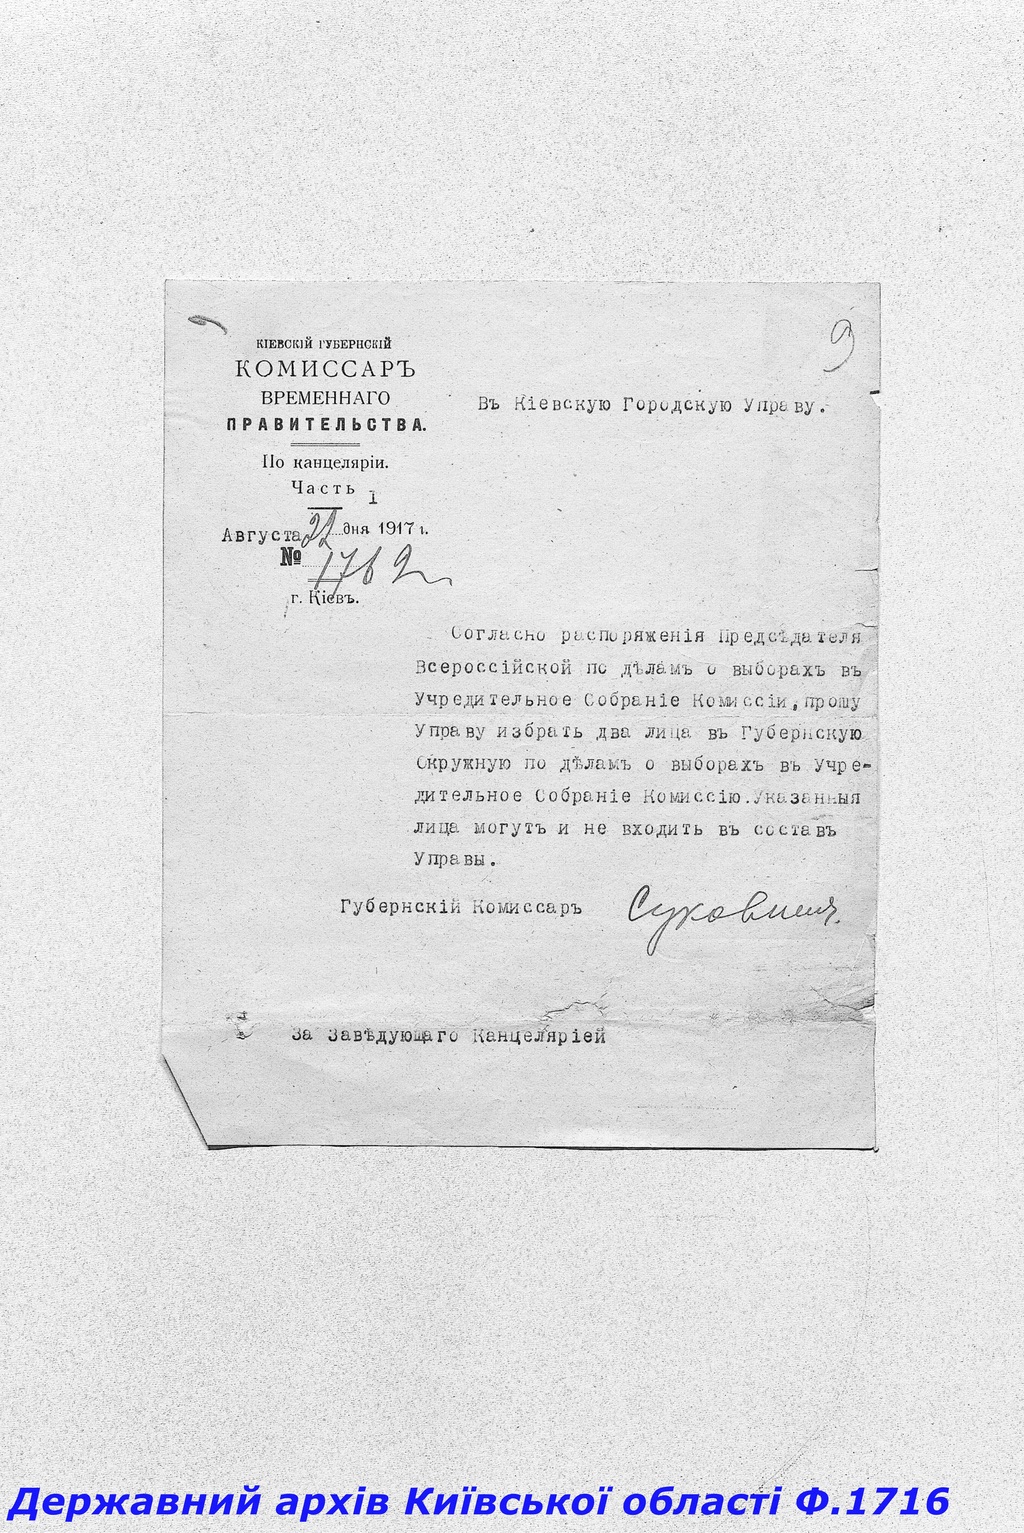 9
КІЕВСКІЙ ГУБЕРНСКІЙ
КОМИССАРЪ
ВРЕМЕННАГО
ПРАВИТЕЛЬСТВА.
По канцеляріи.
Часть 1
Августа 22 дня 1917 г.
№ 1762
г. Кіевъ.
Въ Кіевскую Городскую Управу.
Согласно распоряженія Предсѣдателя
Всероссійской по дѣламъ о выборахъ въ
Учредительное Собраніе Комиссіи, прошу
Управу избрать два лица въ Губернскую
Окружную по дѣламъ о выборахъ въ Учре-
дительное Собраніе Комиссію. Указанныя
лица могутъ и не входить въ составъ
Управы.
Губернскій Комиссаръ
За Завѣдующаго Канцеляріей
Державний архів Київської області Ф.1716